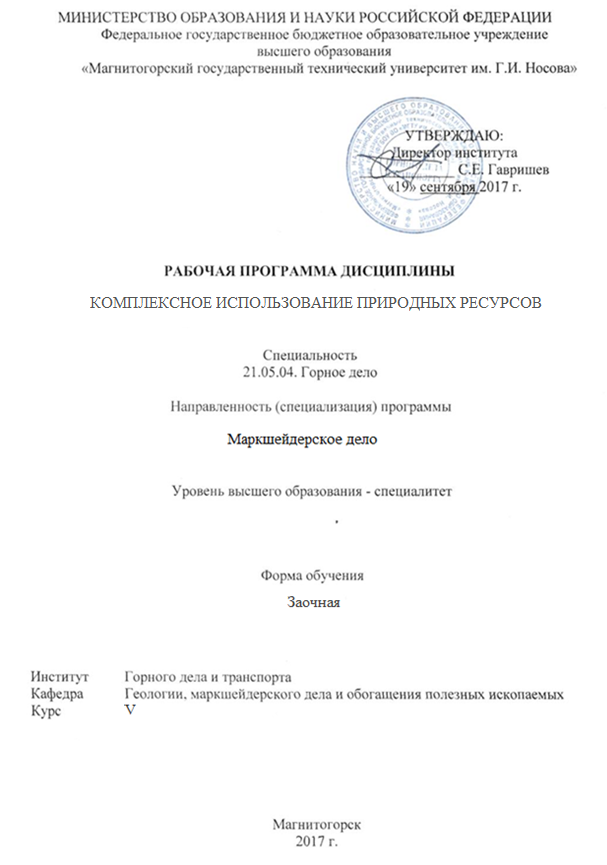 МИНИСТЕРСТВО ОБРАЗОВАНИЯ И НАУКИ РОССИЙСКОЙ ФЕДЕРАЦИИ
Федеральное государственное бюджетное образовательное учреждение
высшего образования
«Магнитогорский государственный технический университет им. Г.И. Носова»
УТВЕРЖДАЮ:
Директор института
С.Е. Гавришев
«19» сентября 2017 г.
РАБОЧАЯ ПРОГРАММА ДИСЦИПЛИНЫ
КОМПЛЕКСНОЕ ИСПОЛЬЗОВАНИЕ ПРИРОДНЫХ РЕСУРСОВ
Специальность
21.05.04. Горное дело
Направленность (специализация) программы
Маркшейдерское дело
Уровень высшего образования - специалитет
Форма обучения
Заочная
Институт Горного дела и транспорта
Кафедра Геологии, маркшейдерского дела и обогащения полезных ископаемых
Курс V
Магнитогорск
2017 г.